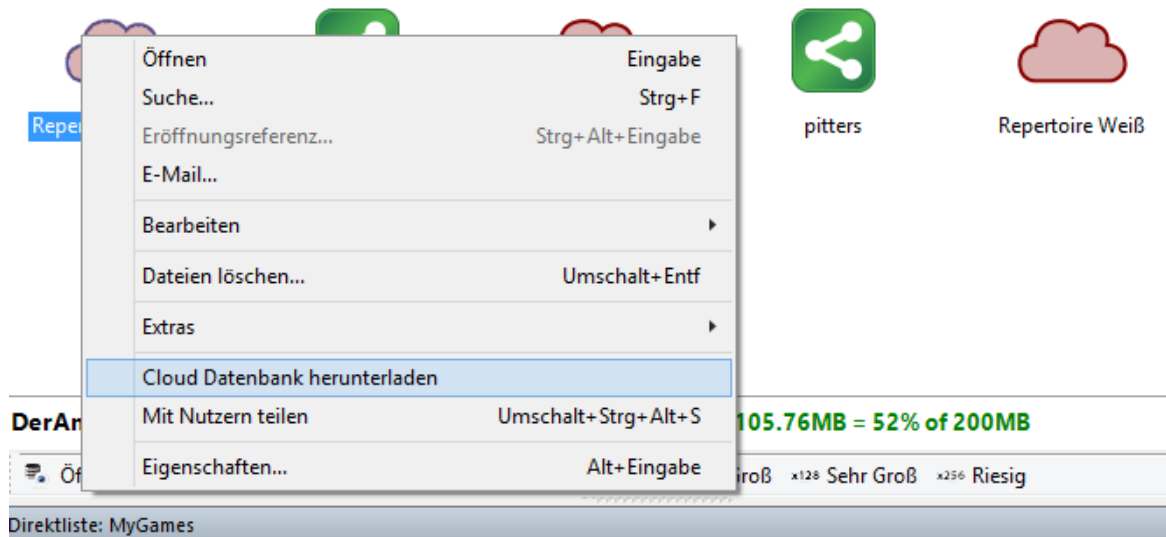 Öffnen Eingabe
Suche... Strg+F
Reper
Eröffnungsreferenz... Strg+Alt+Eingabe
pitters
Repertoire Weiß
E-Mail...
Bearbeiten
Dateien löschen... Umschalt+Entf
Extras
Cloud Datenbank herunterladen
Mit Nutzern teilen Umschalt+Strg+Alt+S
DerAn 105.76MB = 52% of 200MB
Eigenschaften... Alt+Eingabe
Öf roß x128 Sehr Groß x256 Riesig
Direktliste: MyGames